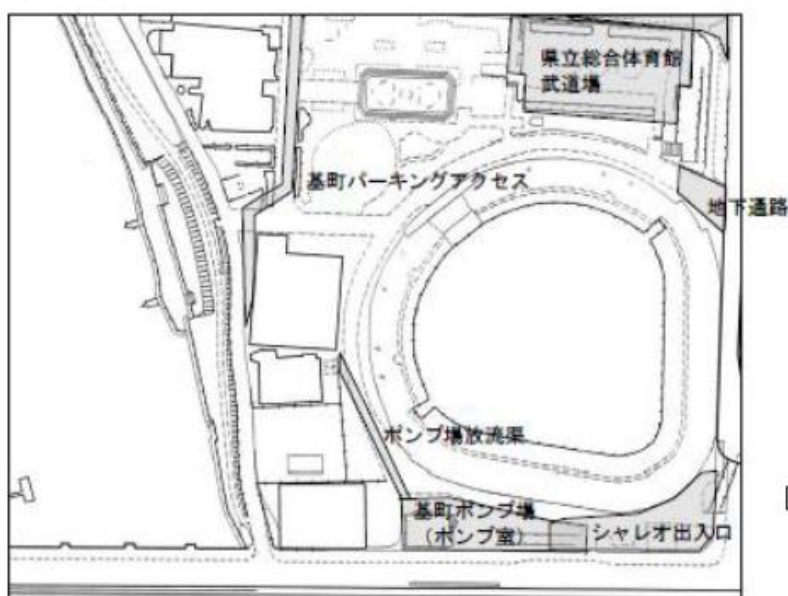 県立総合体育館
武道場
基町パーキングアクセス
地下通路
ポンプ場放流渠
基町ポンプ場
（ポンプ室）
シャレオ出入口